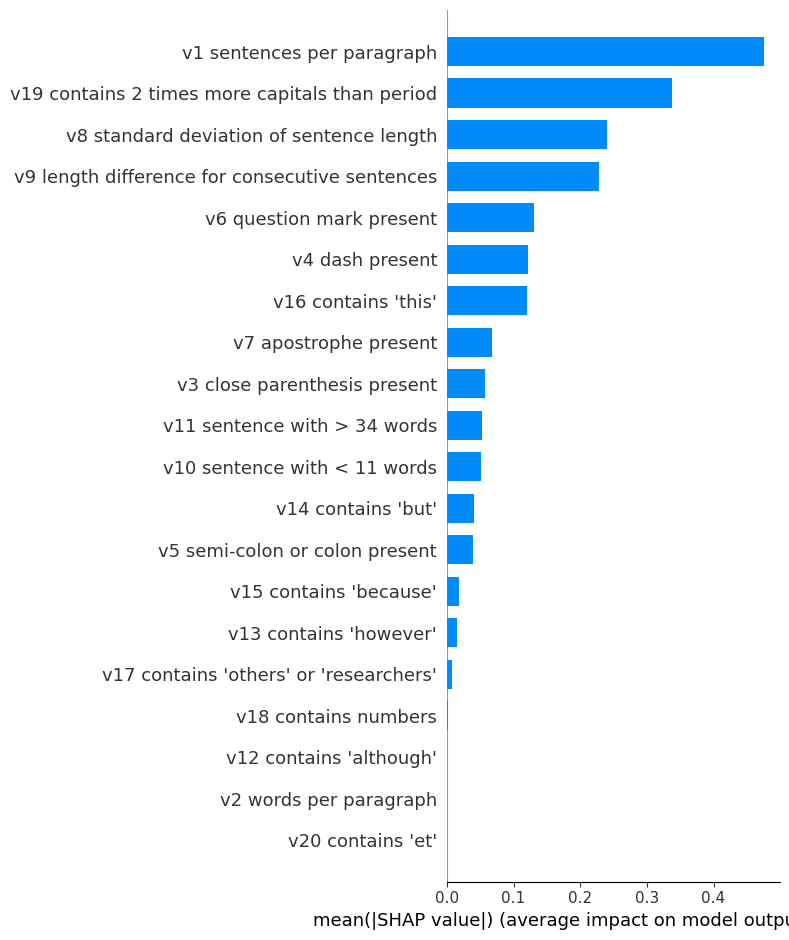 v1 sentences per paragraph
v19 contains 2 times more capitals than period
v8 standard deviation of sentence length
v9 length difference for consecutive sentences
v6 question mark present
v4 dash present
v16 contains 'this'
v7 apostrophe present
v3 close parenthesis present
v11 sentence with > 34 words
v10 sentence with < 11 words
v14 contains 'but'
v5 semi-colon or colon present
v15 contains 'because'
v13 contains 'however'
v17 contains 'others' or 'researchers'
v18 contains numbers
v12 contains 'although'
v2 words per paragraph
v20 contains 'et'
0.0 0.1 0.2 0.3 0.4
mean(|SHAP value|) (average impact on model outpu